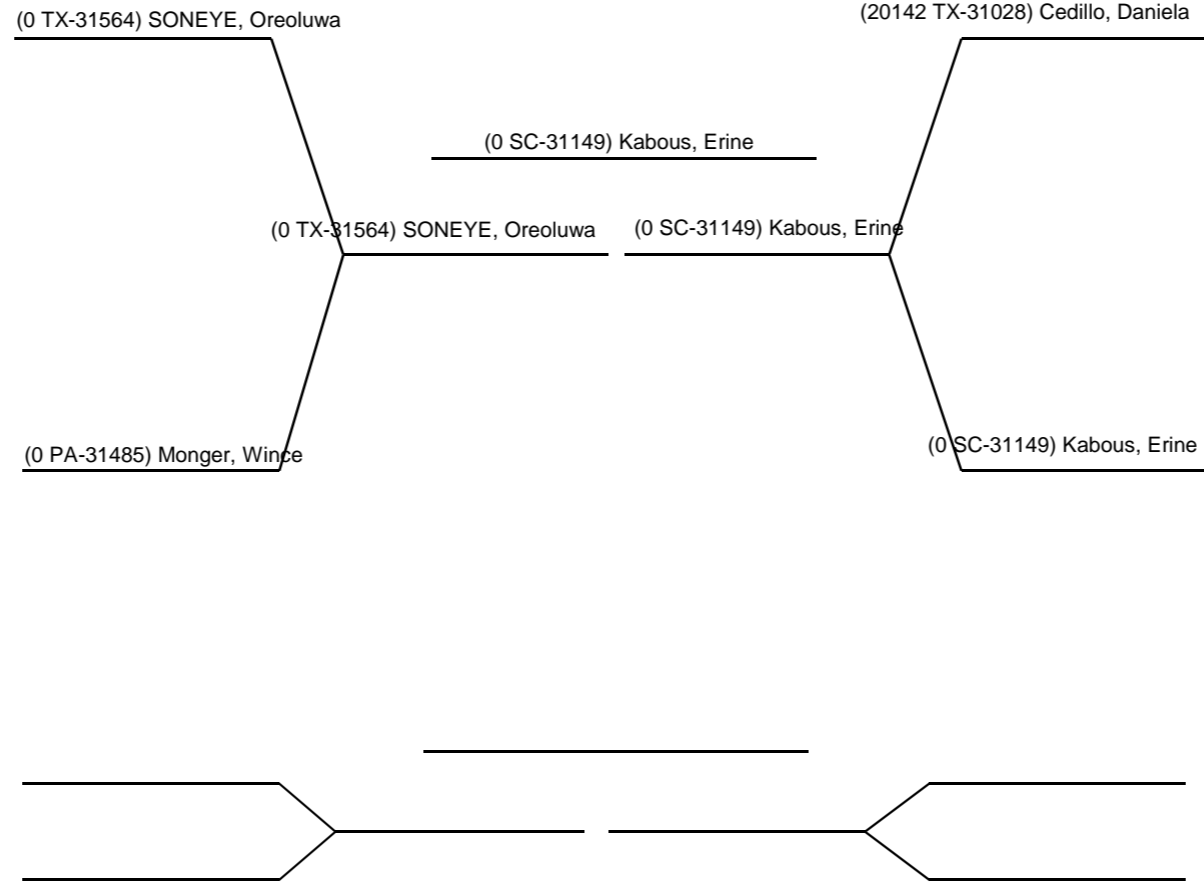 (0 TX-31564) SONEYE, Oreoluwa
(20142 TX-31028) Cedillo, Daniela
(0 SC-31149) Kabous, Erine
(0 TX-31564) SONEYE, Oreoluwa
(0 SC-31149) Kabous, Erine
(0 PA-31485) Monger, Wince
(0 SC-31149) Kabous, Erine